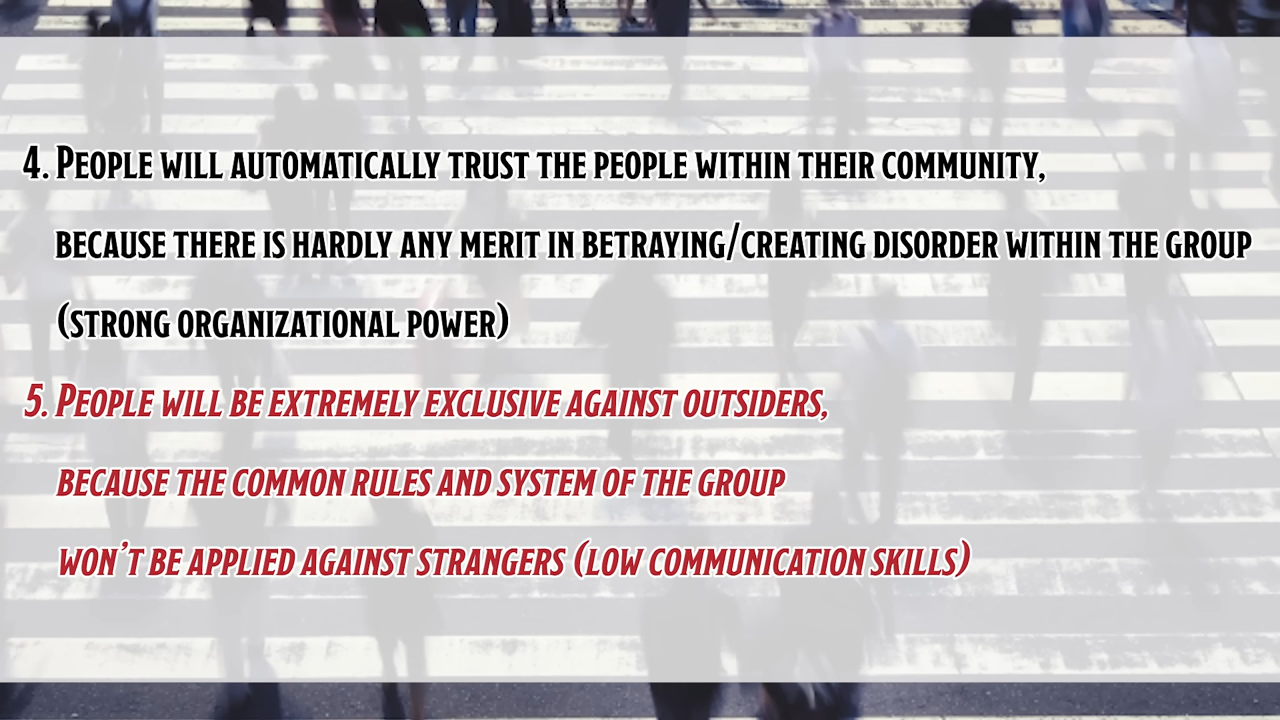 4. People will automatically trust the people within their community,
because there is hardly any merit in betraying/creating disorder within the group
(strong organizational power)
5. People will be extremely exclusive against outsiders,
because the common rules and system of the group
won't be applied against strangers (low communication skills)